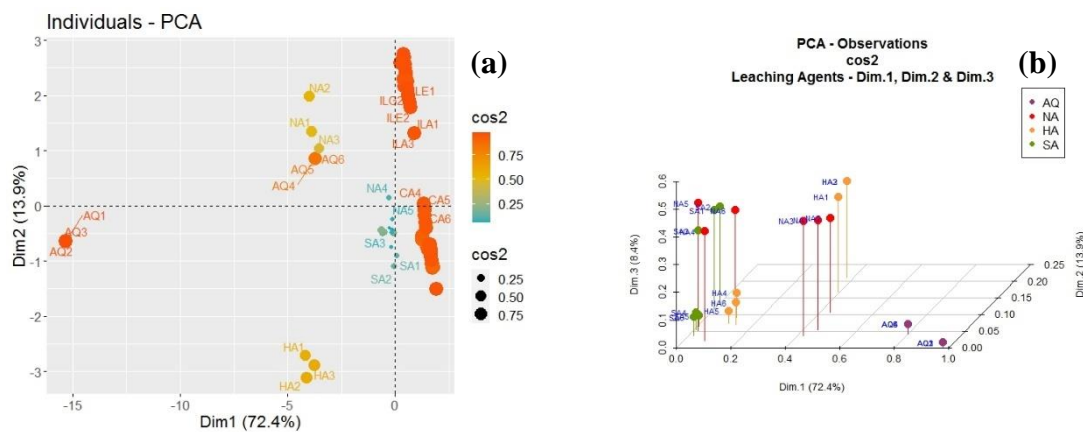 Individuals - PCA
(a)
3
2
1
0
-1
-2
-3
Dim2 (13.9%)
NA2
NA1
NA3
AQ6
AQ5
AQ4
AQ1
AQ3
AQ2
ILE1
ILE2
ILA1
ILA3
NA4
NA5
CA4
CA5
CA6
SA3
SA1
SA2
HA1
HA3
HA2
-15
-10
-5
0
Dim1 (72.4%)
cos2
0.75
0.50
0.25
cos2
0.25
0.50
0.75
PCA - Observations
cos2
Leaching Agents - Dim.1, Dim.2 & Dim.3
(b)
AQ
NA
HA
SA
0.6
0.5
0.4
0.3
0.2
0.1
0.0
Dim.3 (8.4%)
NA5
SA1
HA1
NA3
HA4
HA6
HA5
0.0
0.2
0.4
0.6
0.8
1.0
Dim.1 (72.4%)
0.00
0.05
0.10
0.15
0.20
0.25
Dim.2 (13.9%)